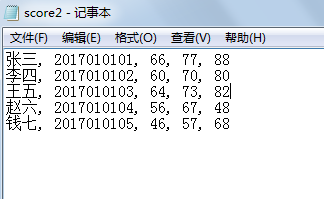 score2 - 记事本
文件(F) 编辑(E) 格式(O) 查看(V) 帮助(H)
张三, 2017010101, 66, 77, 88
李四, 2017010102, 60, 70, 80
王五, 2017010103, 64, 73, 82
赵六, 2017010104, 56, 67, 48
钱七, 2017010105, 46, 57, 68